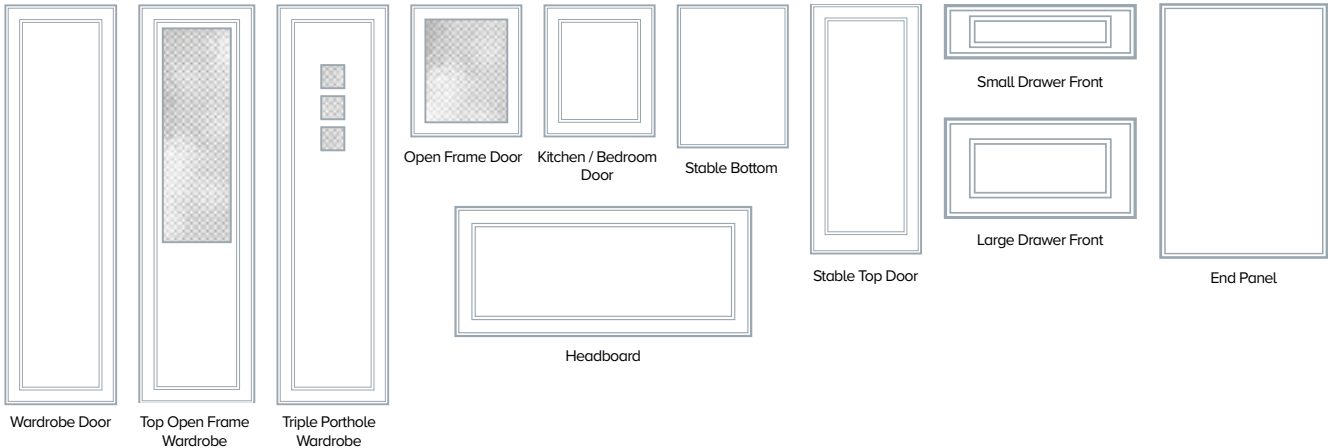 Small Drawer Front
Open Frame Door
Kitchen / Bedroom
Door
Stable Bottom
Large Drawer Front
Stable Top Door
End Panel
Headboard
Wardrobe Door
Top Open Frame
Wardrobe
Triple Porthole
Wardrobe